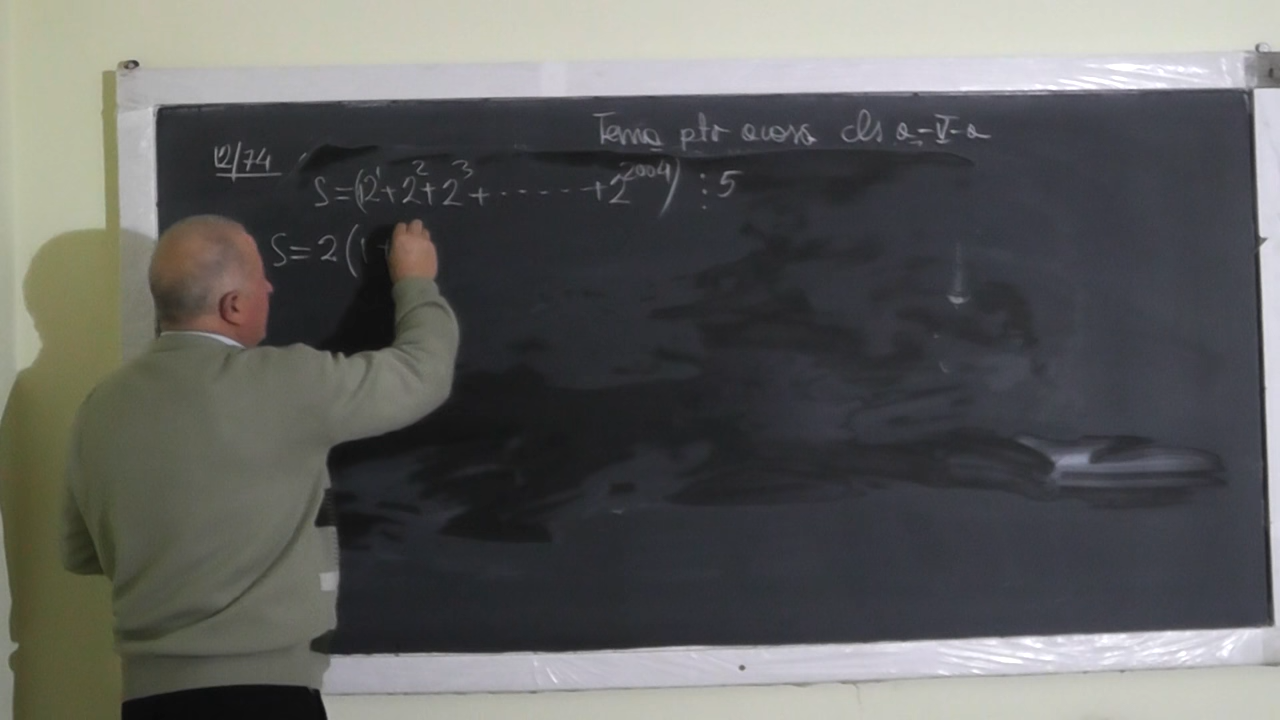 Tema ptr acasa cls a-V-a
12/74
S=(2¹+2²+2³+······+2²⁰⁰⁴) ⋮ 5
S=2(1+